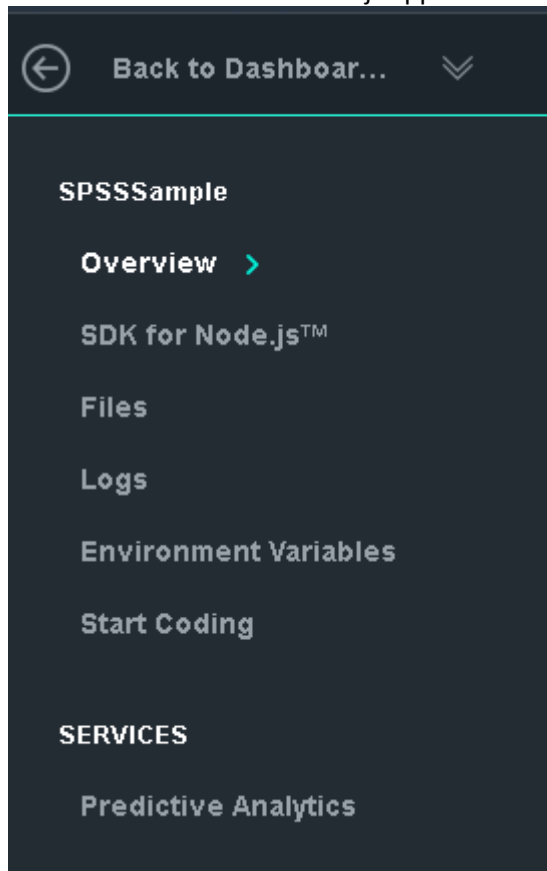 Back to Dashboar...
SPSSSample
Overview
SDK for Node.js™
Files
Logs
Environment Variables
Start Coding
SERVICES
Predictive Analytics